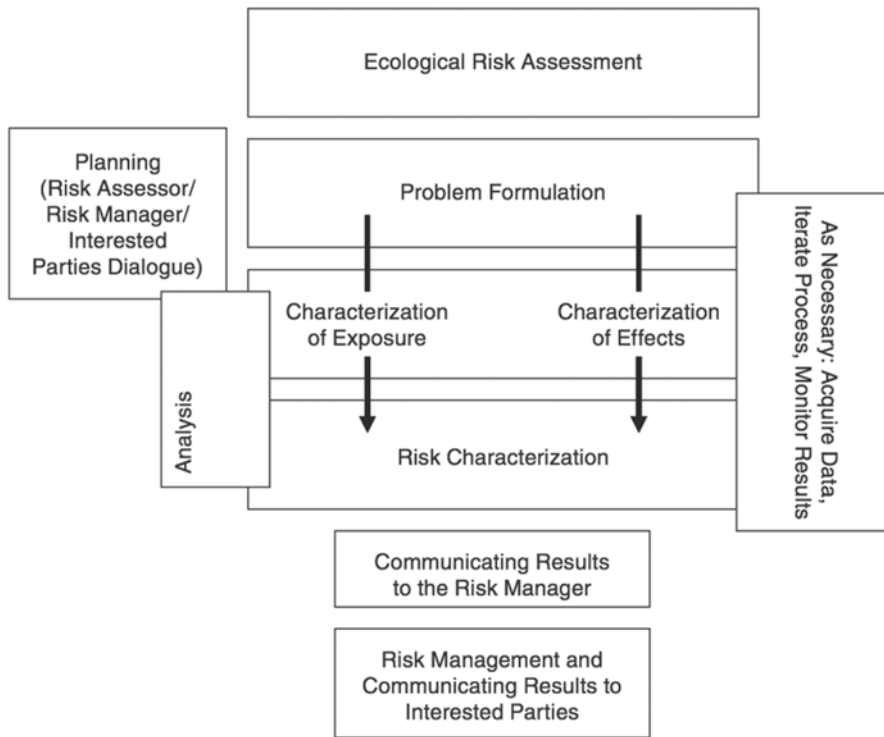 Ecological Risk Assessment
Planning
(Risk Assessor/
Risk Manager/
Interested
Parties Dialogue)
Problem Formulation
Characterization
of Exposure
Characterization
of Effects
Analysis
Risk Characterization
As Necessary: Acquire Data,
Iterate Process, Monitor Results
Communicating Results
to the Risk Manager
Risk Management and
Communicating Results to
Interested Parties